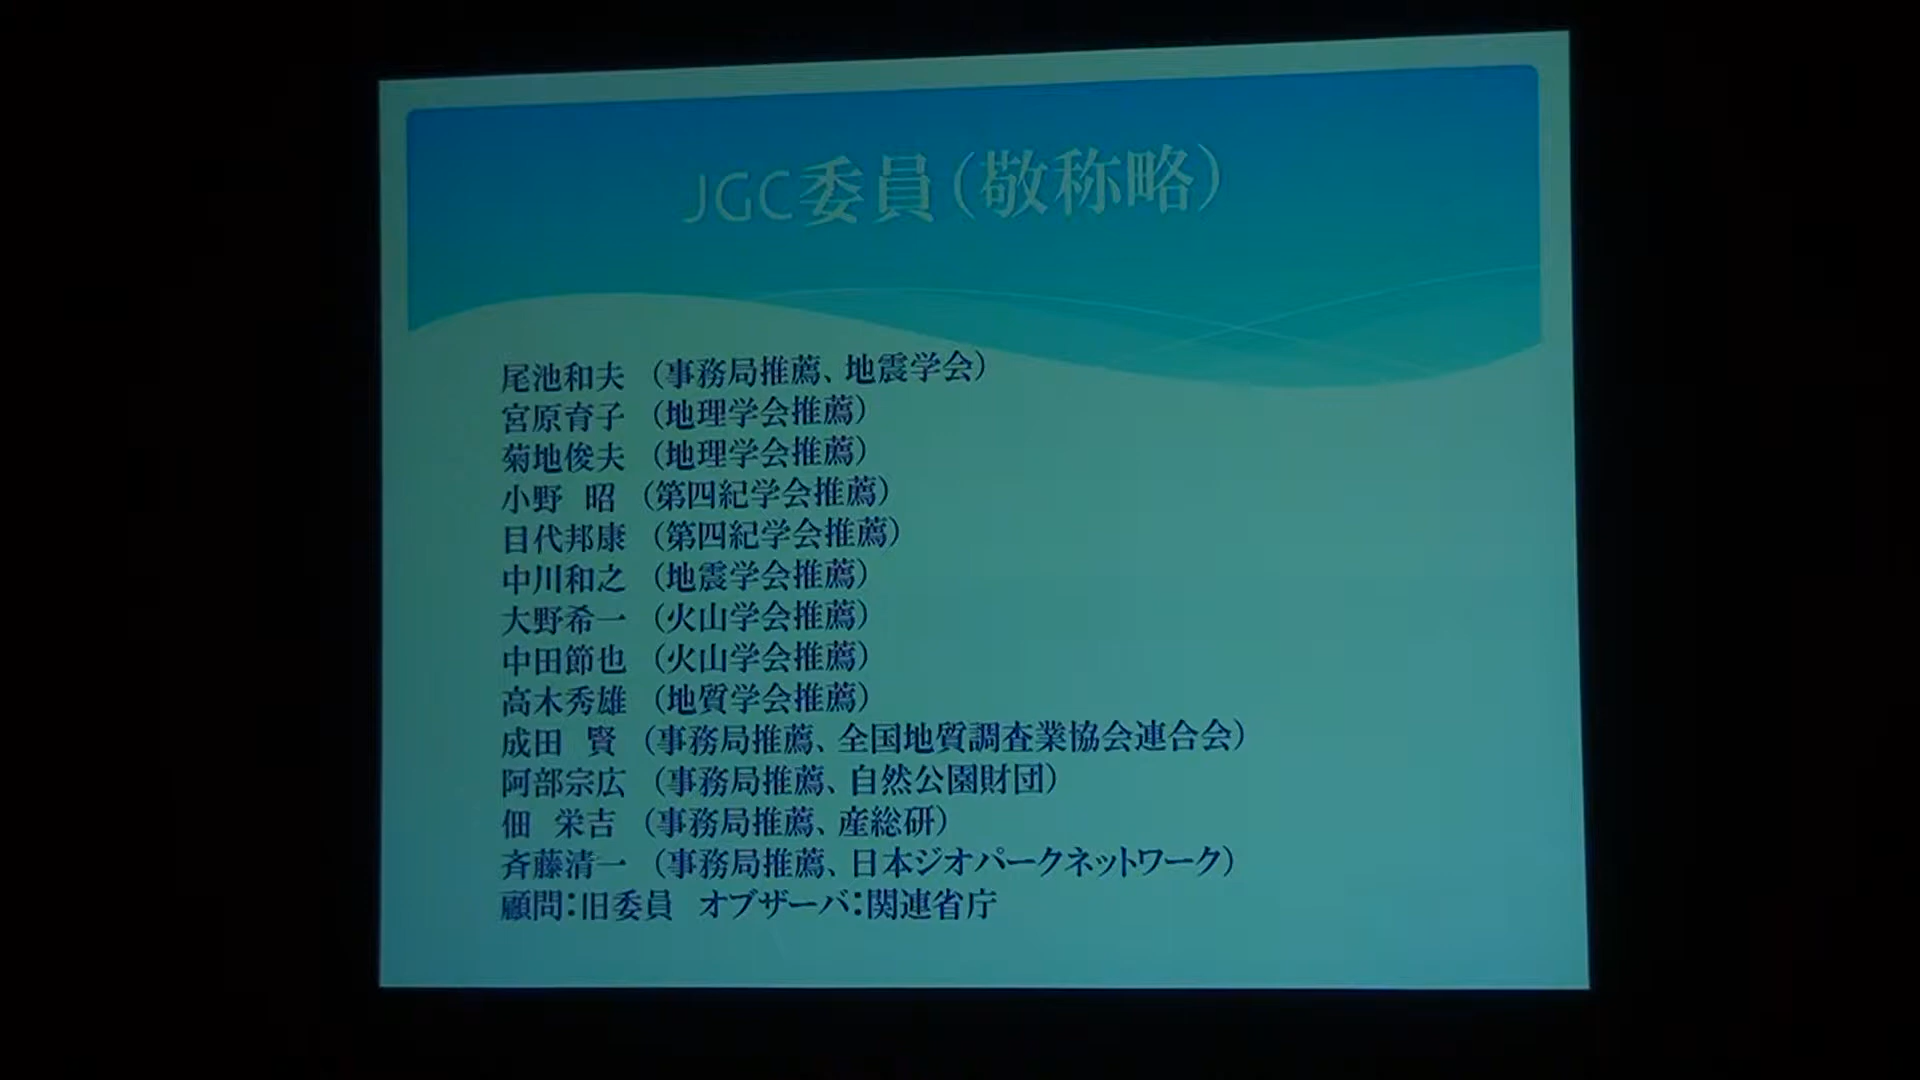 JGC委員（敬称略）
尾池和夫 （事務局推薦、地震学会）
宮原育子 （地理学会推薦）
菊地俊夫 （地理学会推薦）
小野 昭 （第四紀学会推薦）
目代邦康 （第四紀学会推薦）
中川和之 （地震学会推薦）
大野希一 （火山学会推薦）
中田節也 （火山学会推薦）
高木秀雄 （地質学会推薦）
成田 賢 （事務局推薦、全国地質調査業協会連合会）
阿部宗広 （事務局推薦、自然公園財団）
佃 栄吉 （事務局推薦、産総研）
斉藤清一 （事務局推薦、日本ジオパークネットワーク）
顧問：旧委員 オブザーバ：関連省庁